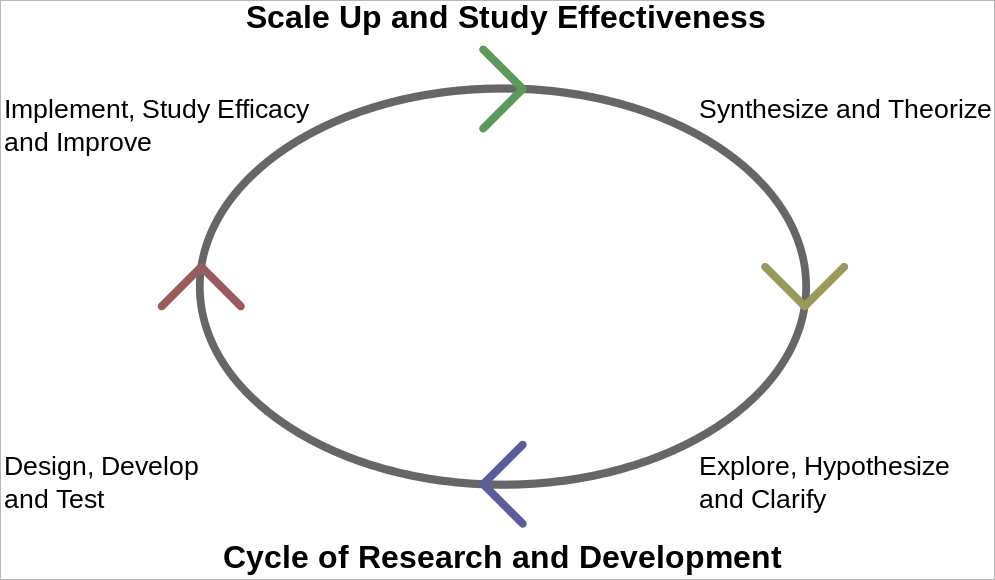 Scale Up and Study Effectiveness
Implement, Study Efficacy
and Improve
Synthesize and Theorize
Design, Develop
and Test
Explore, Hypothesize
and Clarify
Cycle of Research and Development